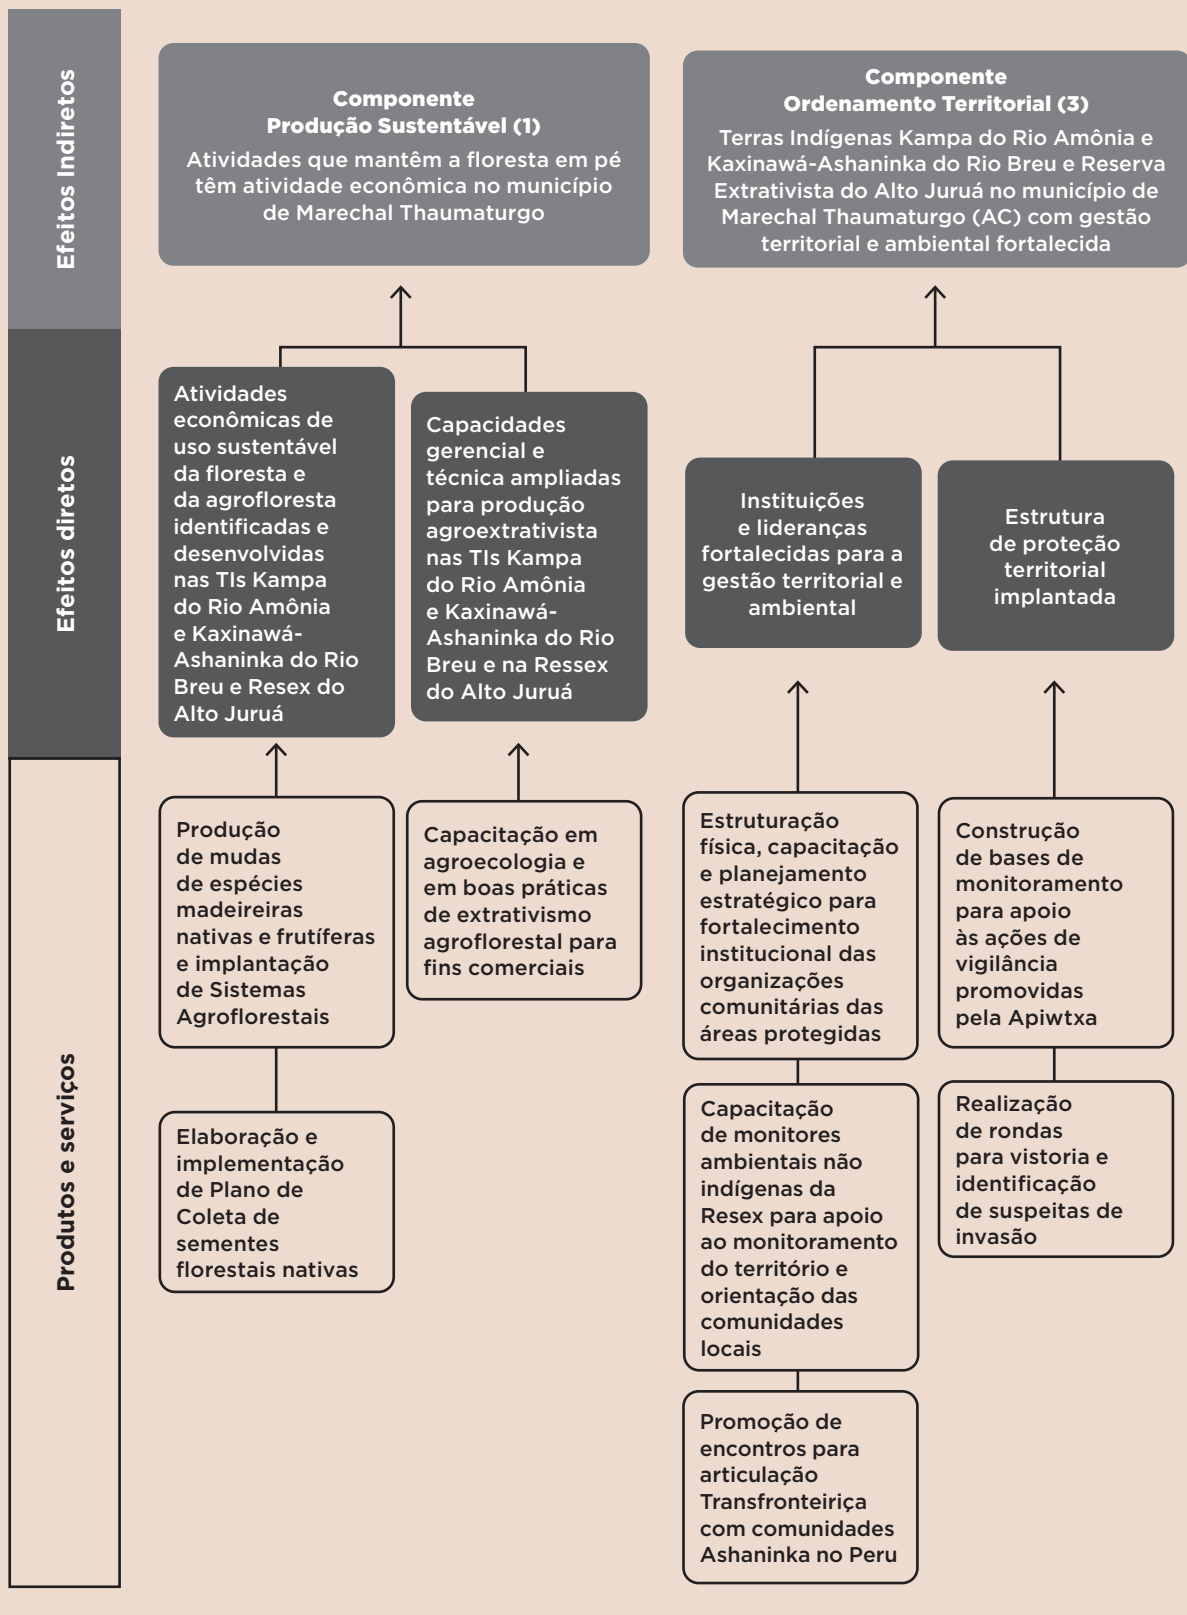 Efeitos Indiretos
Componente
Produção Sustentável (1)
Atividades que mantêm a floresta em pé
têm atividade econômica no município
de Marechal Thaumaturgo
Componente
Ordenamento Territorial (3)
Terras Indígenas Kampa do Rio Amônia e
Kaxinawá-Ashaninka do Rio Breu e Reserva
Extrativista do Alto Juruá no município de
Marechal Thaumaturgo (AC) com gestão
territorial e ambiental fortalecida
Efeitos diretos
Atividades
econômicas de
uso sustentável
da floresta e
da agrofloresta
identificadas e
desenvolvidas
nas TIs Kampa
do Rio Amônia
e Kaxinawá-
Ashaninka do Rio
Breu e Resex do
Alto Juruá
Capacidades
gerencial e
técnica ampliadas
para produção
agroextrativista
nas TIs Kampa
do Rio Amônia
e Kaxinawá-
Ashaninka do Rio
Breu e na Ressex
do Alto Juruá
Instituições
e lideranças
fortalecidas para a
gestão territorial e
ambiental
Estrutura
de proteção
territorial
implantada
Produtos e serviços
Produção
de mudas
de espécies
madeireiras
nativas e frutíferas
e implantação
de Sistemas
Agroflorestais
Elaboração e
implementação
de Plano de
Coleta de
sementes
florestais nativas
Capacitação em
agroecologia e
em boas práticas
de extrativismo
agroflorestal para
fins comerciais
Estruturação
física, capacitação
e planejamento
estratégico para
fortalecimento
institucional das
organizações
comunitárias das
áreas protegidas
Capacitação
de monitores
ambientais não
indígenas da
Resex para apoio
ao monitoramento
do território e
orientação das
comunidades
locais
Promoção de
encontros para
articulação
Transfronteiriça
com comunidades
Ashaninka no Peru
Construção
de bases de
monitoramento
para apoio
às ações de
vigilância
promovidas
pela Apiwtxa
Realização
de rondas
para vistoria e
identificação
de suspeitas de
invasão